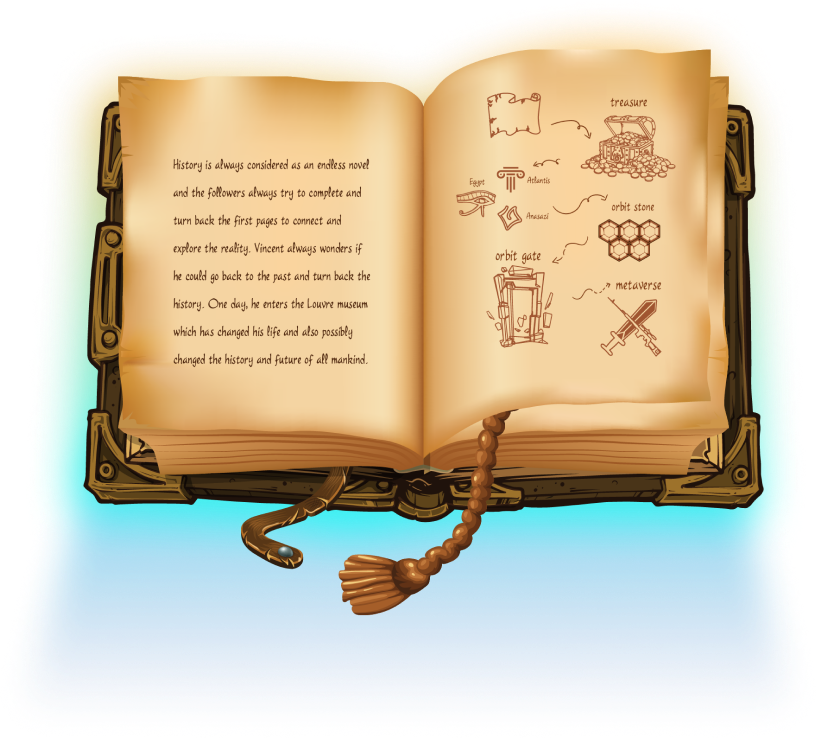 History is always considered as an endless novel
and the followers always try to complete and
turn back the first pages to connect and
explore the reality. Vincent always wonders if
he could go back to the past and turn back the
history. One day, he enters the Louvre museum
which has changed his life and also possibly
changed the history and future of all mankind.
treasure
Egypt
Atlantis
Anasazi
orbit stone
orbit gate
metaverse